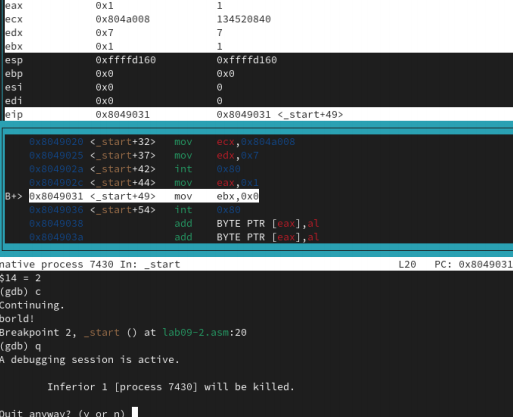 eax 0x1 1
ecx 0x804a008 134520840
edx 0x7 7
ebx 0x1 1
esp 0xffffd160 0xffffd160
ebp 0x0 0x0
esi 0x0 0
edi 0x0 0
eip 0x8049031 0x8049031 <_start+49>
0x8049020 <_start+32> mov ecx,0x804a008
0x8049025 <_start+37> mov edx,0x7
0x804902a <_start+42> int 0x80
0x804902c <_start+44> mov eax,0x1
B+> 0x8049031 <_start+49> mov ebx,0x0
0x8049036 <_start+54> int 0x80
0x8049038 add BYTE PTR [eax],al
0x804903a add BYTE PTR [eax],al
native process 7430 In: _start L20 PC: 0x8049031
$14 = 2
(gdb) c
Continuing.
borld!
Breakpoint 2, _start () at lab09-2.asm:20
(gdb) q
A debugging session is active.
Inferior 1 [process 7430] will be killed.
Quit anyway? (y or n)